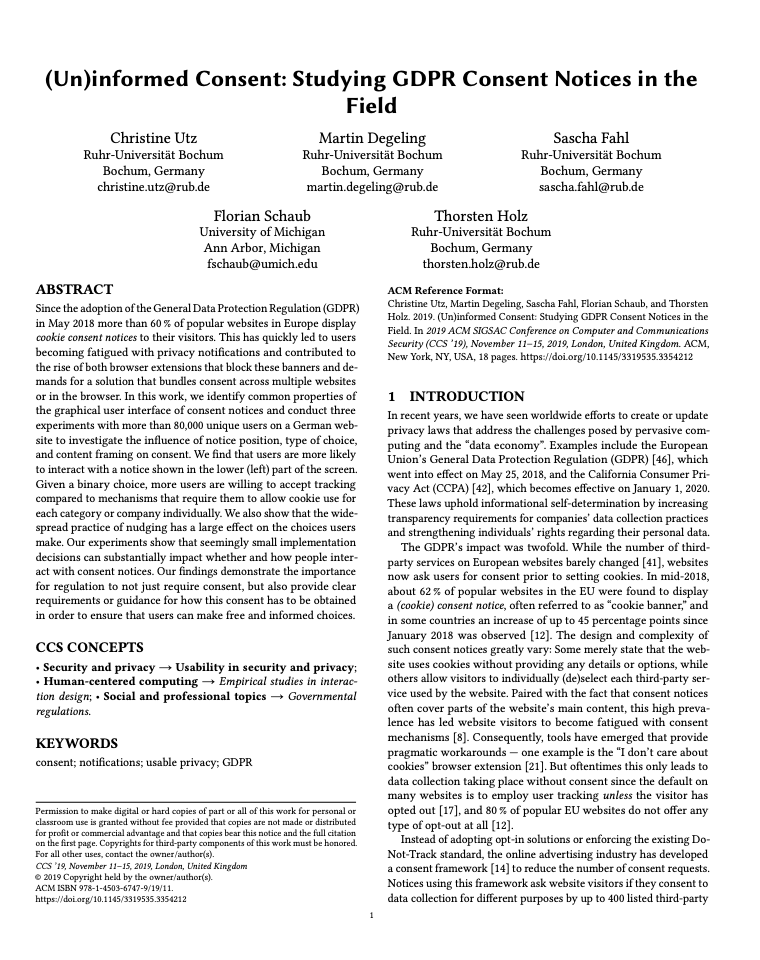 (Un)informed Consent: Studying GDPR Consent Notices in the
Field
Christine Utz
Ruhr-Universität Bochum
Bochum, Germany
christine.utz@rub.de
Martin Degeling
Ruhr-Universität Bochum
Bochum, Germany
martin.degeling@rub.de
Sascha Fahl
Ruhr-Universität Bochum
Bochum, Germany
sascha.fahl@rub.de
Florian Schaub
University of Michigan
Ann Arbor, Michigan
fschaub@umich.edu
Thorsten Holz
Ruhr-Universität Bochum
Bochum, Germany
thorsten.holz@rub.de
ABSTRACT
Since the adoption of the General Data Protection Regulation (GDPR)
in May 2018 more than 60 % of popular websites in Europe display
cookie consent notices to their visitors. This has quickly led to users
becoming fatigued with privacy notifications and contributed to
the rise of both browser extensions that block these banners and de-
mands for a solution that bundles consent across multiple websites
or in the browser. In this work, we identify common properties of
the graphical user interface of consent notices and conduct three
experiments with more than 80,000 unique users on a German web-
site to investigate the influence of notice position, type of choice,
and content framing on consent. We find that users are more likely
to interact with a notice shown in the lower (left) part of the screen.
Given a binary choice, more users are willing to accept tracking
compared to mechanisms that require them to allow cookie use for
each category or company individually. We also show that the wide-
spread practice of nudging has a large effect on the choices users
make. Our experiments show that seemingly small implementation
decisions can substantially impact whether and how people inter-
act with consent notices. Our findings demonstrate the importance
for regulation to not just require consent, but also provide clear
requirements or guidance for how this consent has to be obtained
in order to ensure that users can make free and informed choices.
CCS CONCEPTS
• Security and privacy → Usability in security and privacy;
• Human-centered computing → Empirical studies in interac-
tion design; • Social and professional topics → Governmental
regulations.
KEYWORDS
consent; notifications; usable privacy; GDPR
Permission to make digital or hard copies of part or all of this work for personal or
classroom use is granted without fee provided that copies are not made or distributed
for profit or commercial advantage and that copies bear this notice and the full citation
on the first page. Copyrights for third-party components of this work must be honored.
For all other uses, contact the owner/author(s).
CCS '19, November 11–15, 2019, London, United Kingdom
© 2019 Copyright held by the owner/author(s).
ACM ISBN 978-1-4503-6747-9/19/11.
https://doi.org/10.1145/3319535.3354212
ACM Reference Format:
Christine Utz, Martin Degeling, Sascha Fahl, Florian Schaub, and Thorsten
Holz. 2019. (Un)informed Consent: Studying GDPR Consent Notices in the
Field. In 2019 ACM SIGSAC Conference on Computer and Communications
Security (CCS '19), November 11–15, 2019, London, United Kingdom. ACM,
New York, NY, USA, 18 pages. https://doi.org/10.1145/3319535.3354212
1 INTRODUCTION
In recent years, we have seen worldwide efforts to create or update
privacy laws that address the challenges posed by pervasive com-
puting and the “data economy”. Examples include the European
Union’s General Data Protection Regulation (GDPR) [46], which
went into effect on May 25, 2018, and the California Consumer Pri-
vacy Act (CCPA) [42], which becomes effective on January 1, 2020.
These laws uphold informational self-determination by increasing
transparency requirements for companies’ data collection practices
and strengthening individuals’ rights regarding their personal data.
The GDPR’s impact was twofold. While the number of third-
party services on European websites barely changed [41], websites
now ask users for consent prior to setting cookies. In mid-2018,
about 62 % of popular websites in the EU were found to display
a (cookie) consent notice, often referred to as “cookie banner,” and
in some countries an increase of up to 45 percentage points since
January 2018 was observed [12]. The design and complexity of
such consent notices greatly vary: Some merely state that the web-
site uses cookies without providing any details or options, while
others allow visitors to individually (de)select each third-party ser-
vice used by the website. Paired with the fact that consent notices
often cover parts of the website’s main content, this high preva-
lence has led website visitors to become fatigued with consent
mechanisms [8]. Consequently, tools have emerged that provide
pragmatic workarounds — one example is the “I don’t care about
cookies” browser extension [21]. But oftentimes this only leads to
data collection taking place without consent since the default on
many websites is to employ user tracking unless the visitor has
opted out [17], and 80 % of popular EU websites do not offer any
type of opt-out at all [12].
Instead of adopting opt-in solutions or enforcing the existing Do-
Not-Track standard, the online advertising industry has developed
a consent framework [14] to reduce the number of consent requests.
Notices using this framework ask website visitors if they consent to
data collection for different purposes by up to 400 listed third-party
1